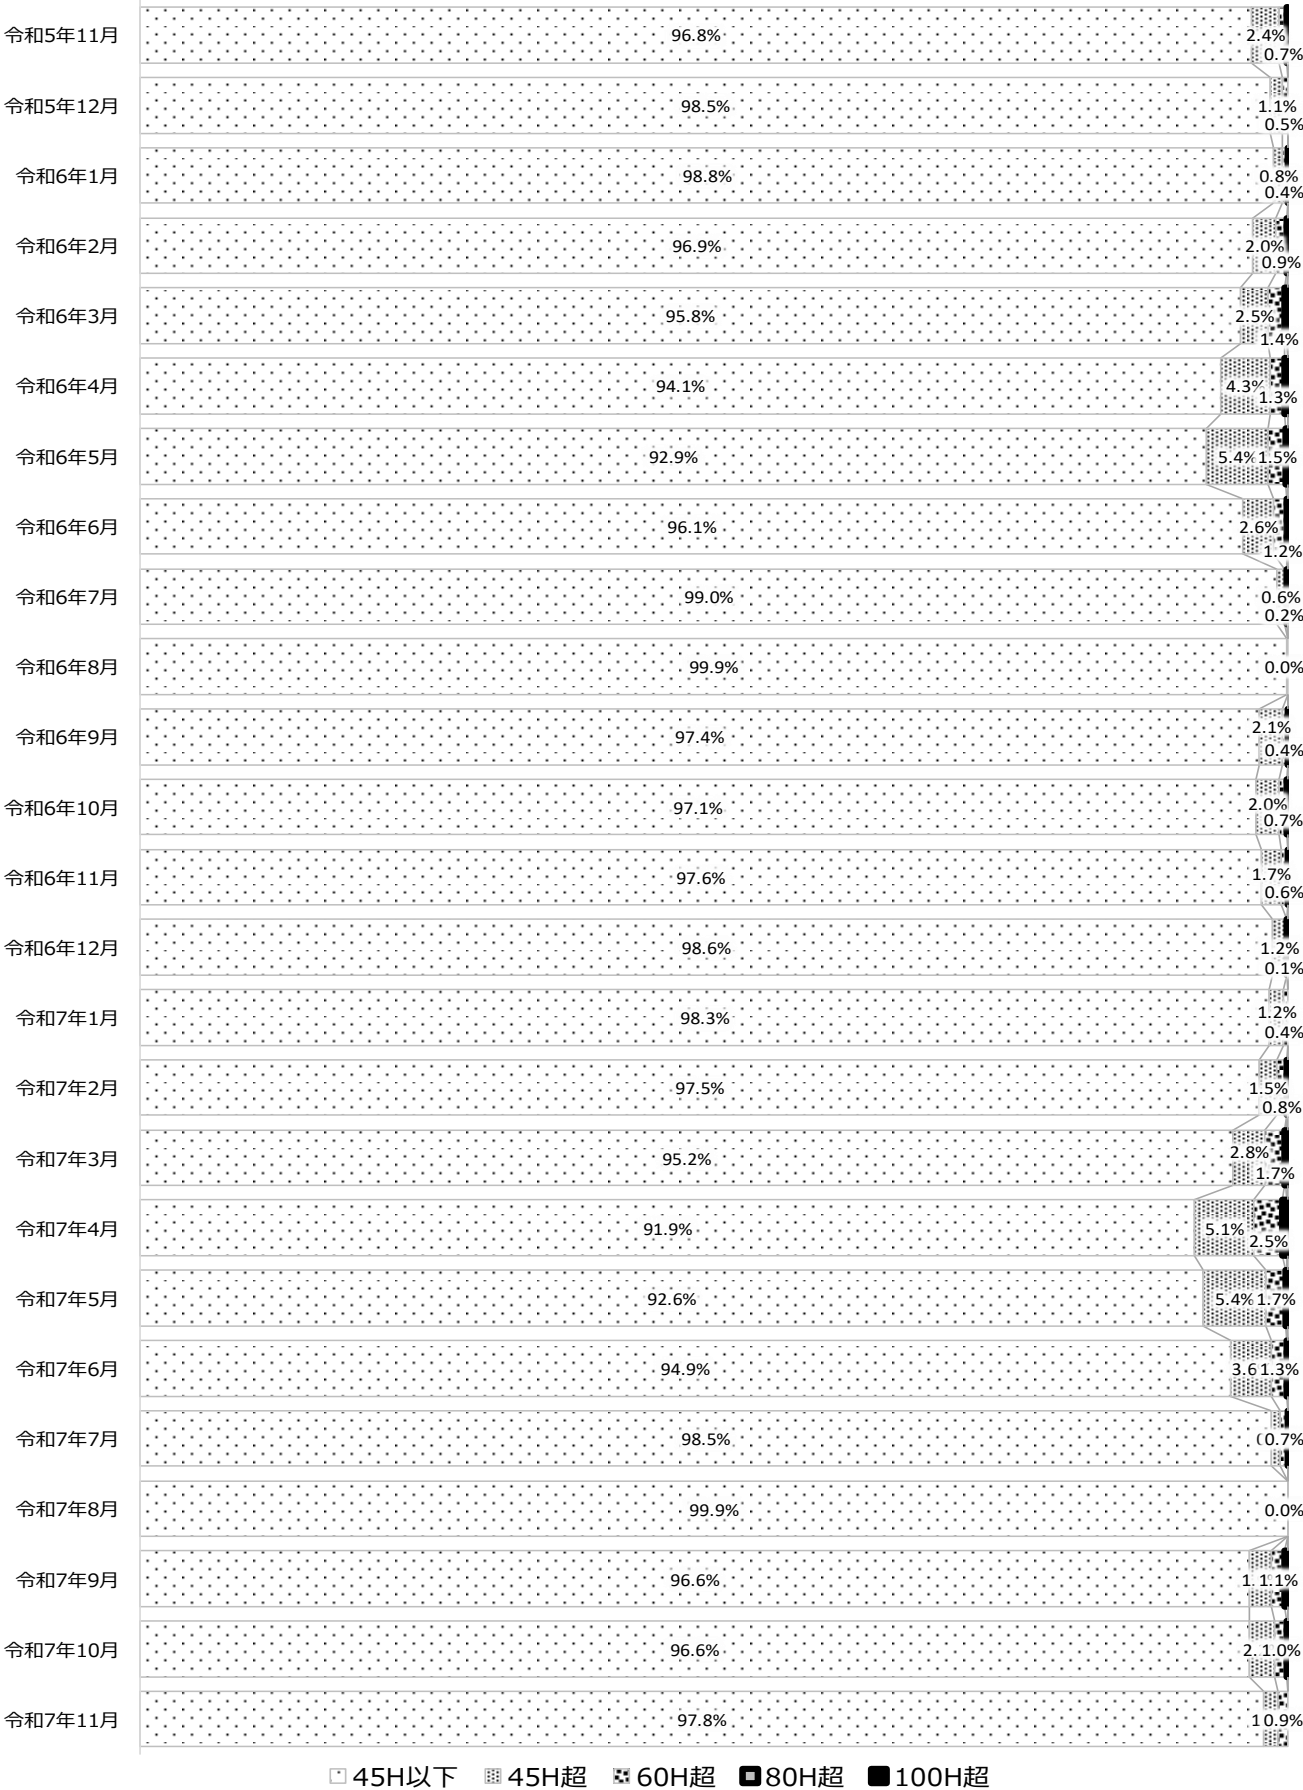 令和5年11月 96.8% 2.4% 0.7%
令和5年12月 98.5% 1.1% 0.5%
令和6年1月 98.8% 0.8% 0.4%
令和6年2月 96.9% 2.0% 0.9%
令和6年3月 95.8% 2.5% 1.4%
令和6年4月 94.1% 4.3% 1.3%
令和6年5月 92.9% 5.4% 1.5%
令和6年6月 96.1% 2.6% 1.2%
令和6年7月 99.0% 0.6% 0.2%
令和6年8月 99.9% 0.0%
令和6年9月 97.4% 2.1% 0.4%
令和6年10月 97.1% 2.0% 0.7%
令和6年11月 97.6% 1.7% 0.6%
令和6年12月 98.6% 1.2% 0.1%
令和7年1月 98.3% 1.2% 0.4%
令和7年2月 97.5% 1.5% 0.8%
令和7年3月 95.2% 2.8% 1.7%
令和7年4月 91.9% 5.1% 2.5%
令和7年5月 92.6% 5.4% 1.7%
令和7年6月 94.9% 3.6 1.3%
令和7年7月 98.5% 0.7%
令和7年8月 99.9% 0.0%
令和7年9月 96.6% 1.1%
令和7年10月 96.6% 1.0%
令和7年11月 97.8% 0.9%
45H以下 45H超 60H超 80H超 100H超